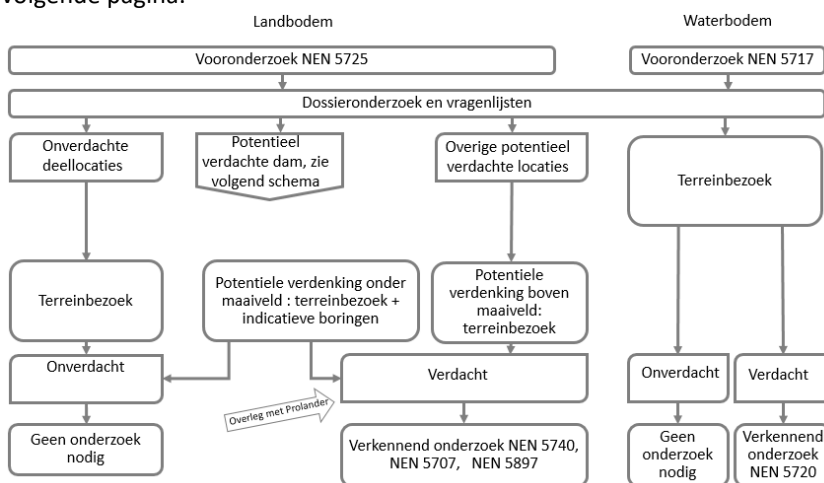 volgende pagina.
Landbodem
Waterbodem
Vooronderzoek NEN 5725
Vooronderzoek NEN 5717
Dossieronderzoek en vragenlijsten
Onverdachte
deellocaties
Potentieel
verdachte dam, zie
volgend schema
Overige potentieel
verdachte locaties
Terreinbezoek
Terreinbezoek
Potentiele verdenking onder
maaiveld : terreinbezoek +
indicatieve boringen
Potentiele
verdenking boven
maaiveld:
terreinbezoek
Onverdacht
Verdacht
Onverdacht
Verdacht
Overleg met Prolander
Geen onderzoek
nodig
Verkennend onderzoek NEN 5740,
NEN 5707, NEN 5897
Geen
onderzoek
nodig
Verkennend
onderzoek
NEN 5720